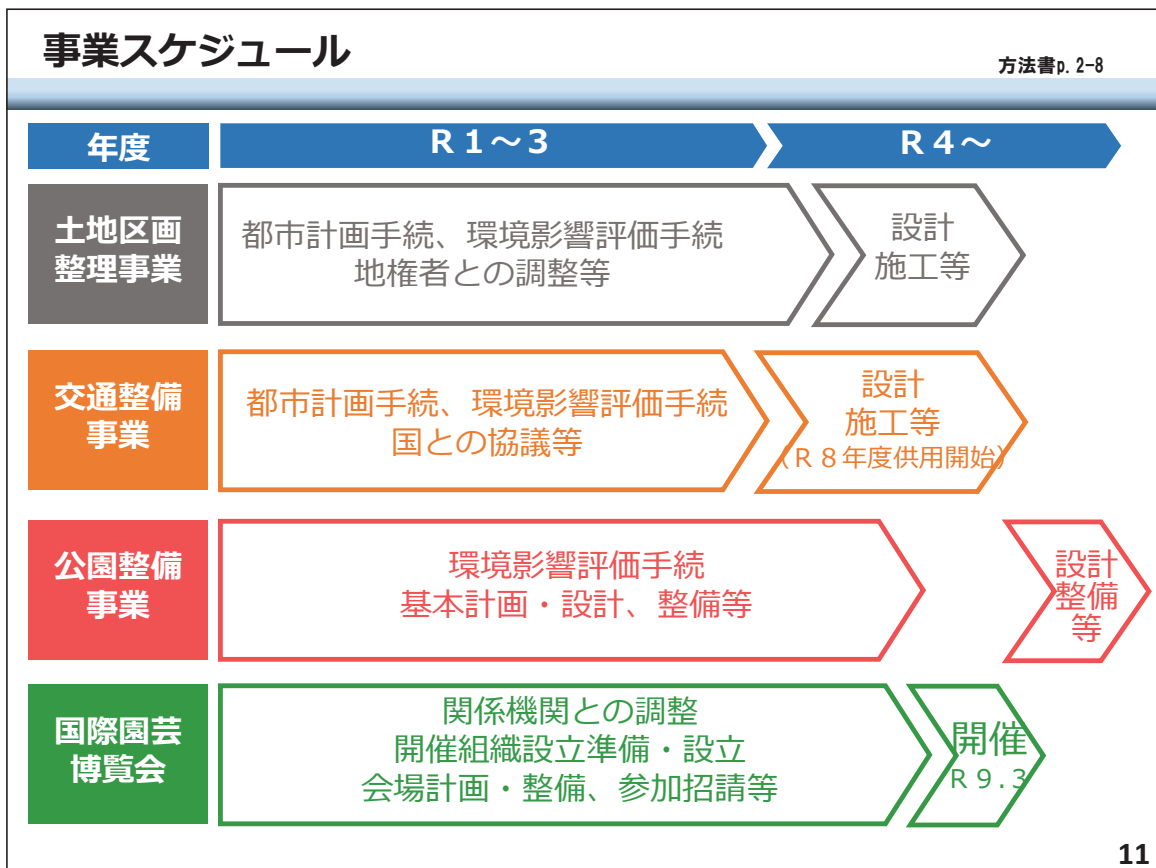 事業スケジュール
方法書p. 2-8
年度
R１～３
R４～
土地区画
整理事業
都市計画手続、環境影響評価手続
地権者との調整等
設計
施工等
交通整備
事業
都市計画手続、環境影響評価手続
国との協議等
設計
施工等
（R８年度供用開始）
公園整備
事業
環境影響評価手続
基本計画・設計、整備等
設計
整備
等
国際園芸
博覧会
関係機関との調整
開催組織設立準備・設立
会場計画・整備、参加招請等
開催
R９.３
11